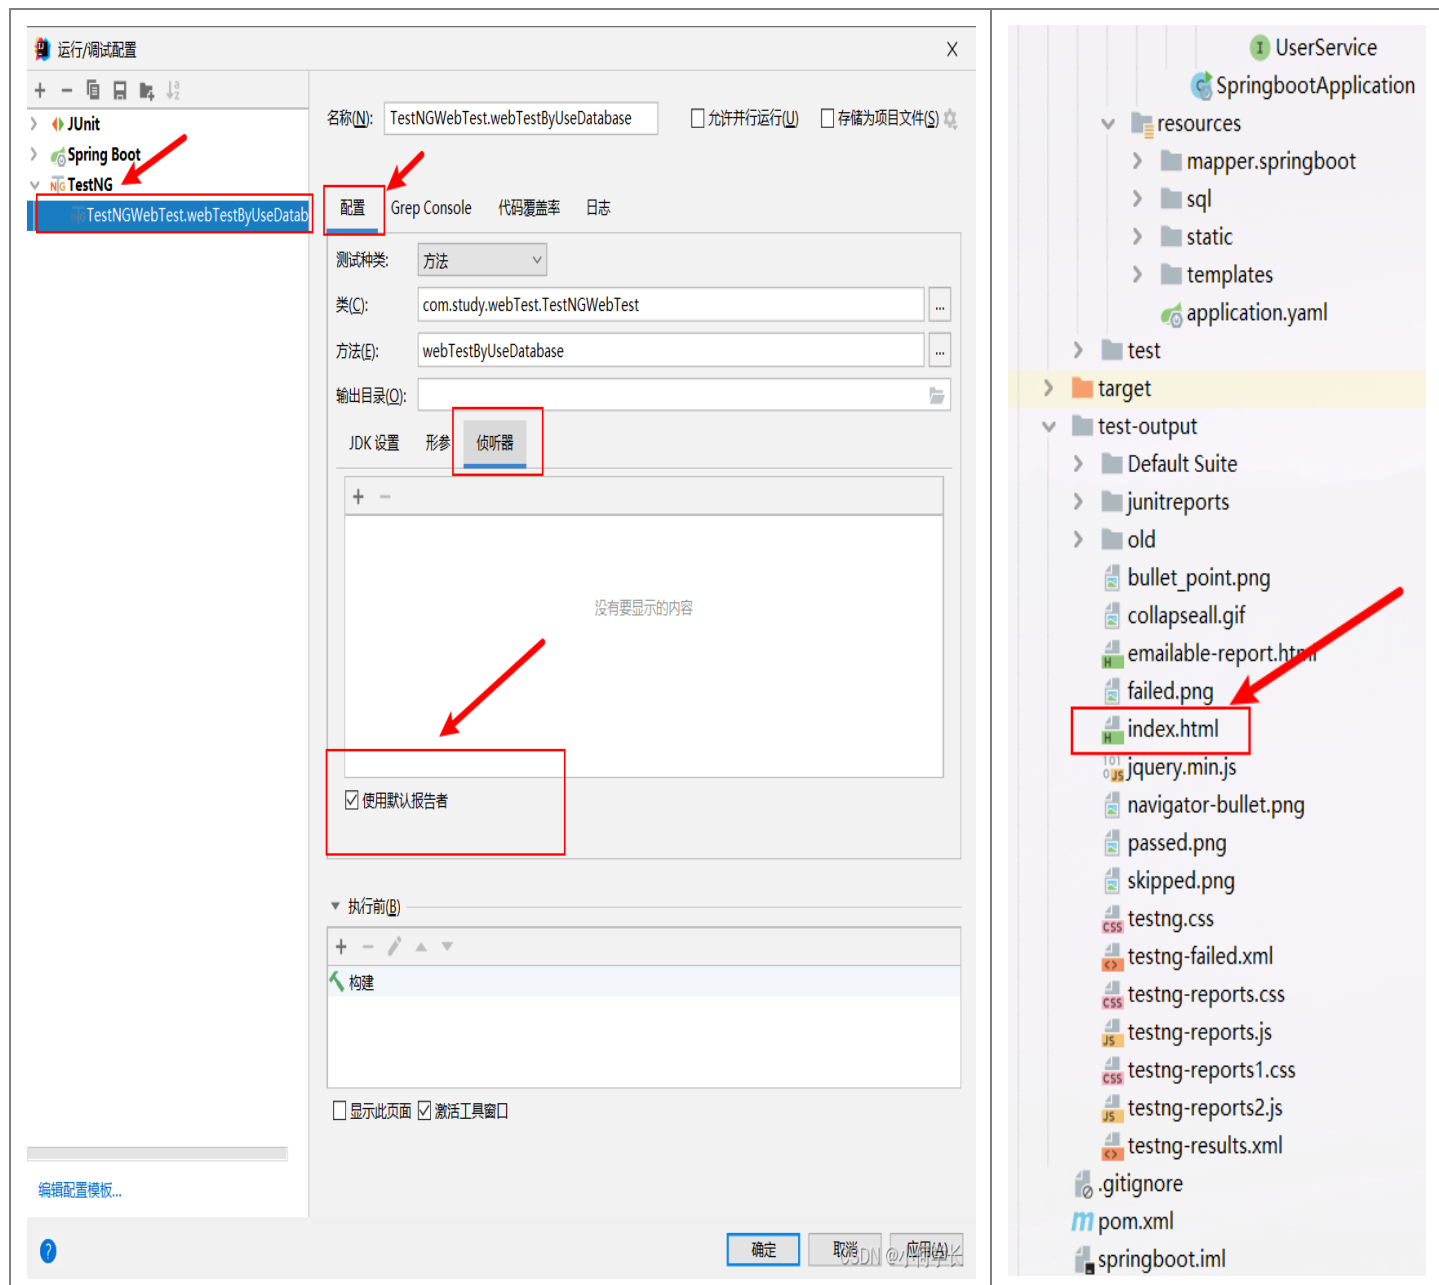 运行/调试配置
JUnit
Spring Boot
TestNG
TestNGWebTest.webTestByUseDatab
编辑配置模板...
名称(N):
TestNGWebTest.webTestByUseDatabase
允许并行运行(U)
存储为项目文件(S)
配置
Grep Console
代码覆盖率
日志
测试种类:
方法
类(C):
com.study.webTest.TestNGWebTest
...
方法(E):
webTestByUseDatabase
...
输出目录(O):
JDK 设置
形参
侦听器
没有要显示的内容
使用默认报告者
执行前(B)
构建
显示此页面
激活工具窗口
确定
取消
应用(A)
CSDN @小何学长
UserService
SpringbootApplication
resources
mapper.springboot
sql
static
templates
application.yaml
test
target
test-output
Default Suite
junitreports
old
bullet_point.png
collapseall.gif
emailable-report.html
failed.png
index.html
jquery.min.js
navigator-bullet.png
passed.png
skipped.png
testng.css
testng-failed.xml
testng-reports.css
testng-reports.js
testng-reports1.css
testng-reports2.js
testng-results.xml
.gitignore
pom.xml
springboot.iml